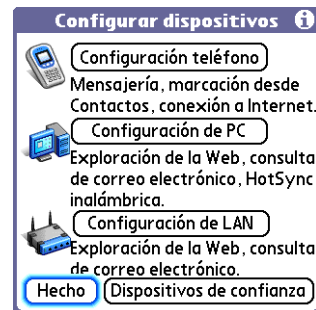 Configurar dispositivos
Configuración teléfono
Mensajería, marcación desde
Contactos, conexión a Internet.
Configuración de PC
Exploración de la Web, consulta
de correo electrónico, HotSync
inalámbrica.
Configuración de LAN
Exploración de la Web, consulta
de correo electrónico.
Hecho Dispositivos de confianza